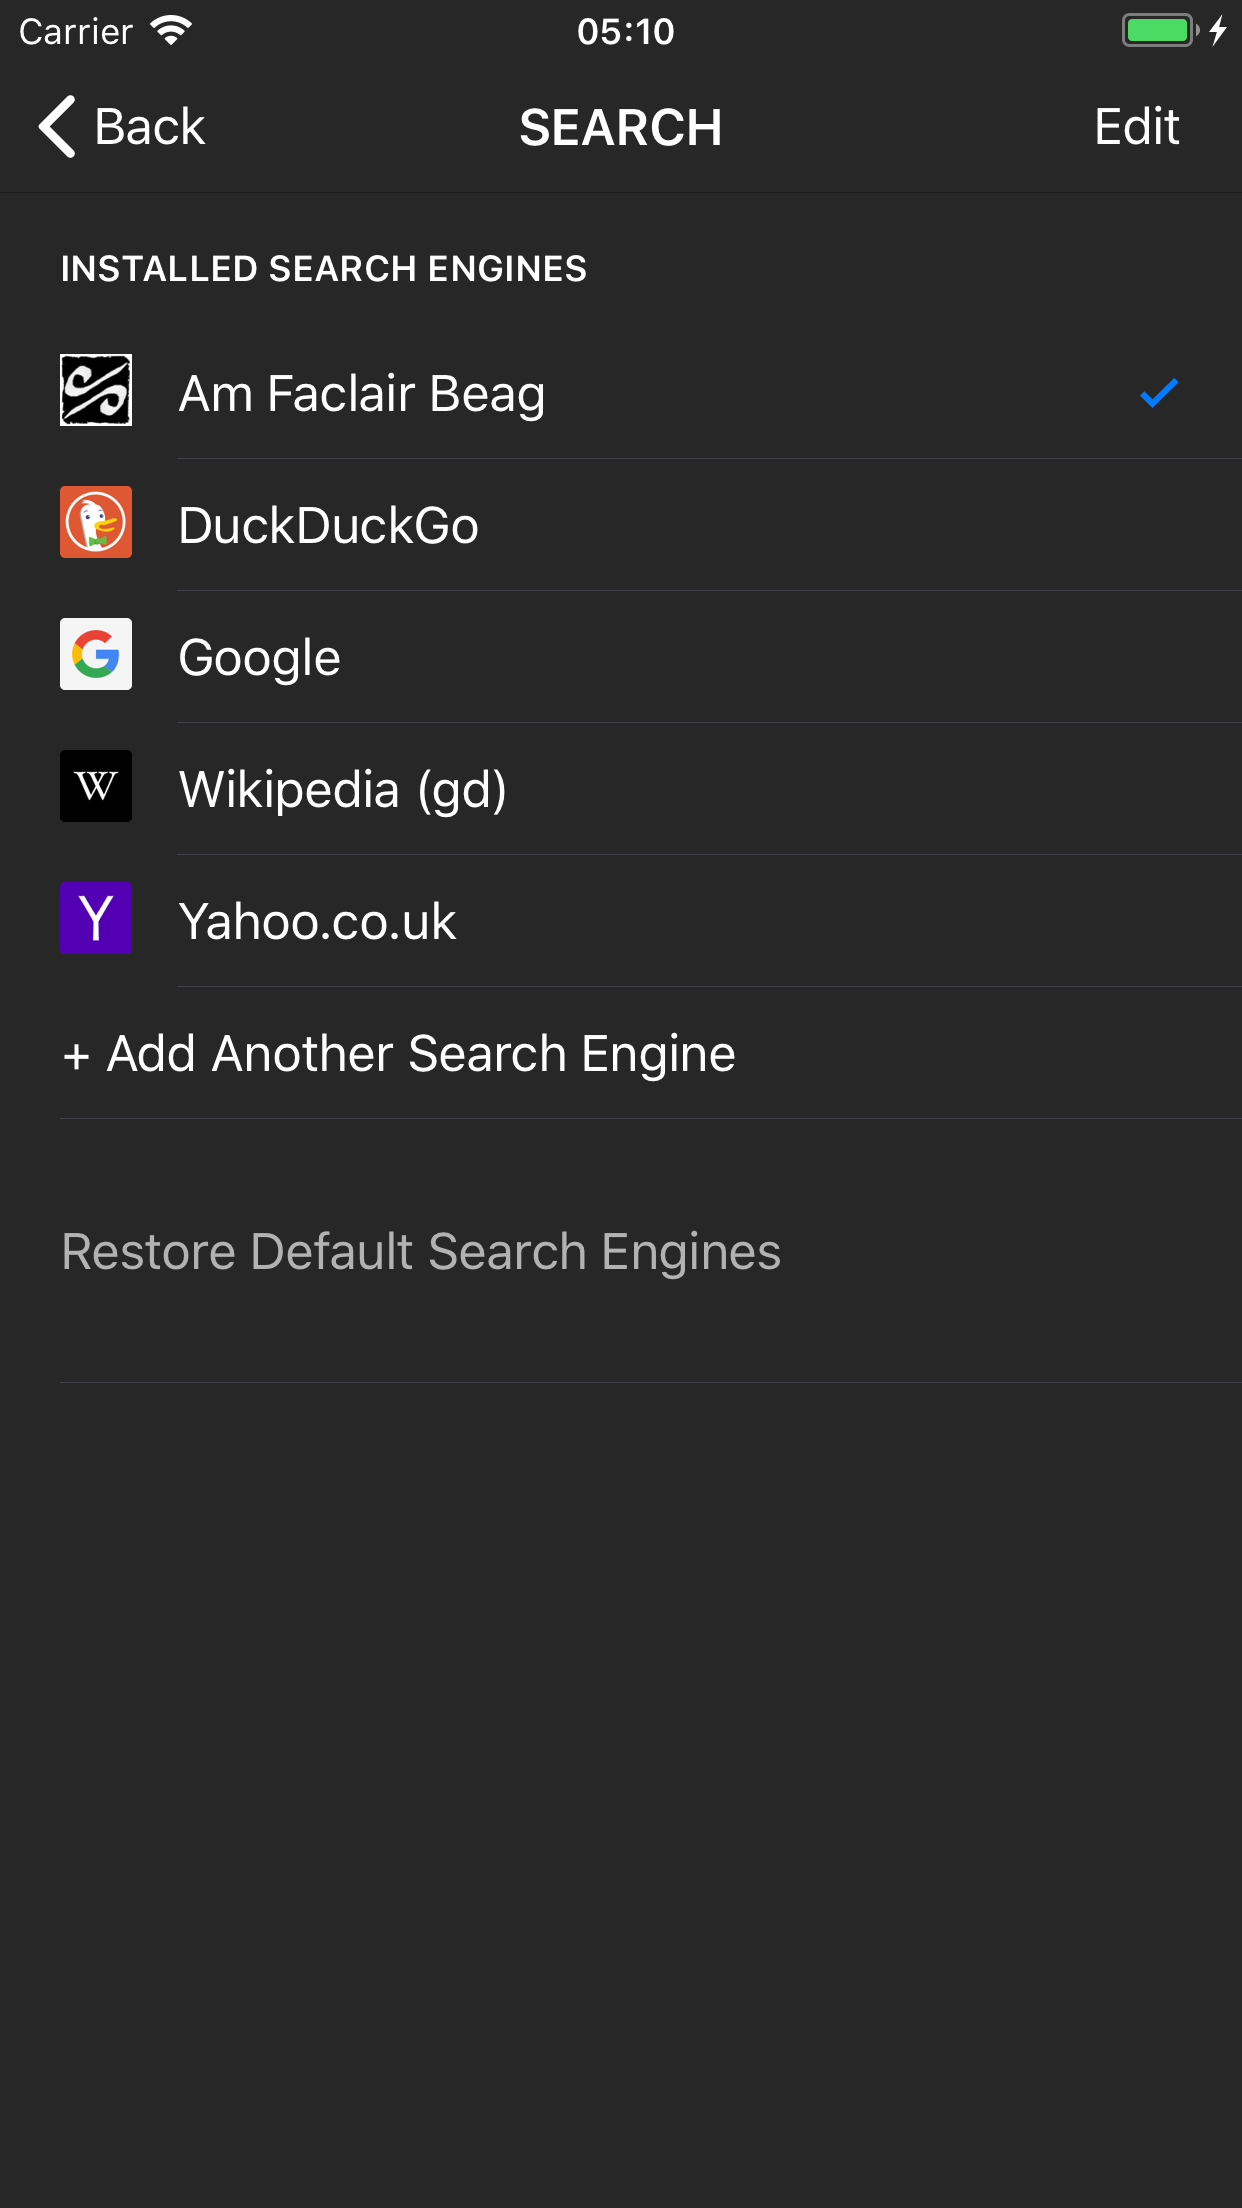 Carrier 05:10
Back SEARCH Edit
INSTALLED SEARCH ENGINES
Am Faclair Beag
DuckDuckGo
Google
W Wikipedia (gd)
Y Yahoo.co.uk
+ Add Another Search Engine
Restore Default Search Engines